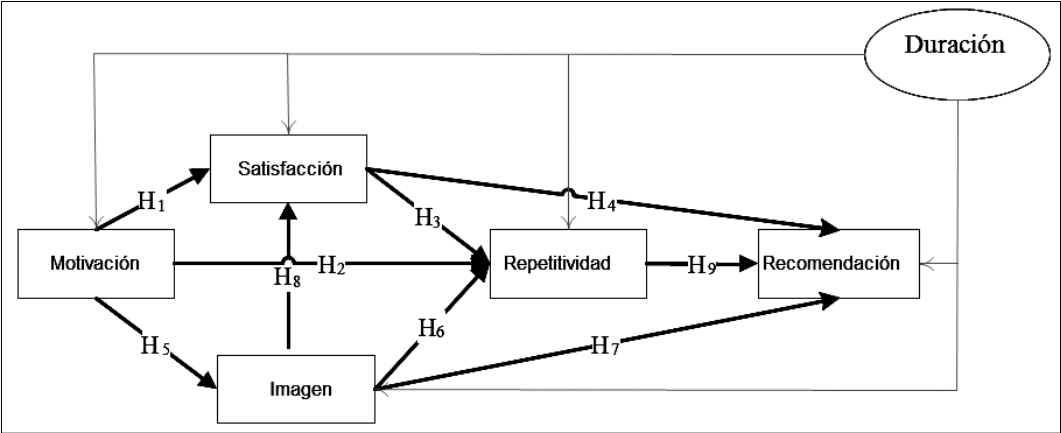 Duración
Satisfacción
H1
H4
H3
Motivación
H2
Repetitividad
H9
Recomendación
H8
H5
H6
H7
Imagen